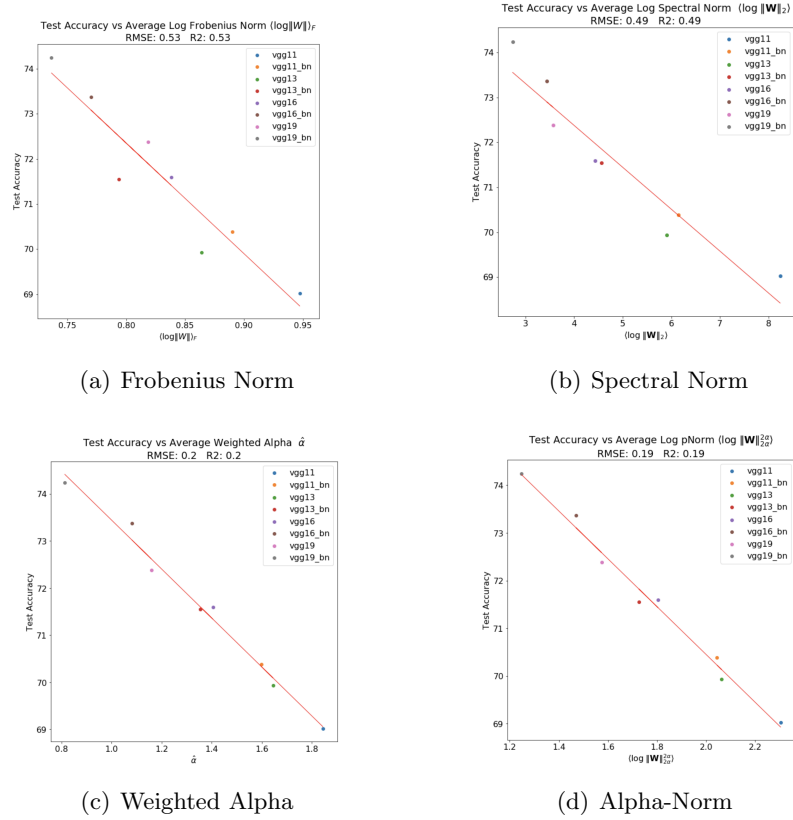 Test Accuracy vs Average Log Frobenius Norm ⟨log‖W‖⟩F
RMSE: 0.53 R2: 0.53
74
73
72
71
70
69
Test Accuracy
vgg11
vgg11_bn
vgg13
vgg13_bn
vgg16
vgg16_bn
vgg19
vgg19_bn
0.75 0.80 0.85 0.90 0.95
⟨log‖W‖⟩F
(a) Frobenius Norm
Test Accuracy vs Average Log Spectral Norm ⟨log ‖W‖2⟩
RMSE: 0.49 R2: 0.49
74
73
72
71
70
69
Test Accuracy
vgg11
vgg11_bn
vgg13
vgg13_bn
vgg16
vgg16_bn
vgg19
vgg19_bn
3 4 5 6 7 8
⟨log ‖W‖2⟩
(b) Spectral Norm
Test Accuracy vs Average Weighted Alpha α̂
RMSE: 0.2 R2: 0.2
74
73
72
71
70
69
Test Accuracy
vgg11
vgg11_bn
vgg13
vgg13_bn
vgg16
vgg16_bn
vgg19
vgg19_bn
0.8 1.0 1.2 1.4 1.6 1.8
α̂
(c) Weighted Alpha
Test Accuracy vs Average Log pNorm ⟨log ‖W‖2α2α⟩
RMSE: 0.19 R2: 0.19
74
73
72
71
70
69
Test Accuracy
vgg11
vgg11_bn
vgg13
vgg13_bn
vgg16
vgg16_bn
vgg19
vgg19_bn
1.2 1.4 1.6 1.8 2.0 2.2
⟨log ‖W‖2α2α⟩
(d) Alpha-Norm